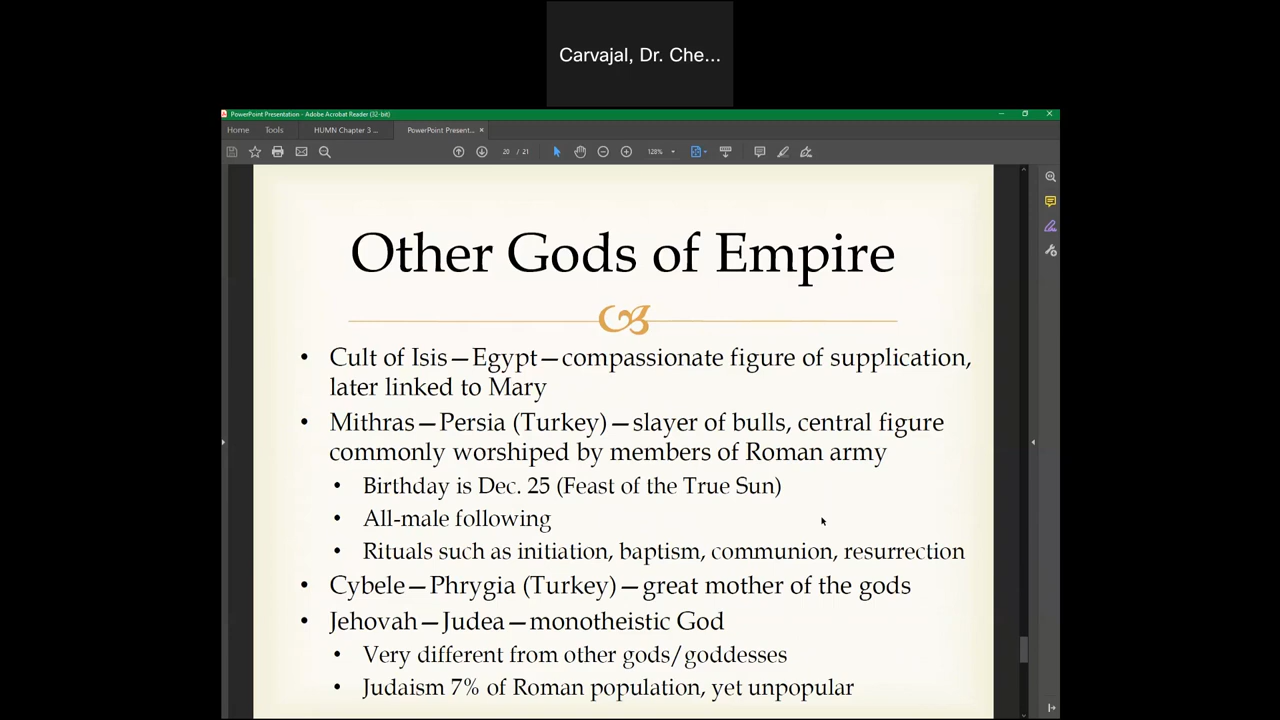 Carvajal, Dr. Che...
PowerPoint Presentation - Adobe Acrobat Reader (32-bit)
Home Tools HUMN Chapter 3 ... PowerPoint Present... ×
20 / 21 128%
Other Gods of Empire
• Cult of Isis—Egypt—compassionate figure of supplication,
later linked to Mary
• Mithras—Persia (Turkey)—slayer of bulls, central figure
commonly worshiped by members of Roman army
• Birthday is Dec. 25 (Feast of the True Sun)
• All-male following
• Rituals such as initiation, baptism, communion, resurrection
• Cybele—Phrygia (Turkey)—great mother of the gods
• Jehovah—Judea—monotheistic God
• Very different from other gods/goddesses
• Judaism 7% of Roman population, yet unpopular